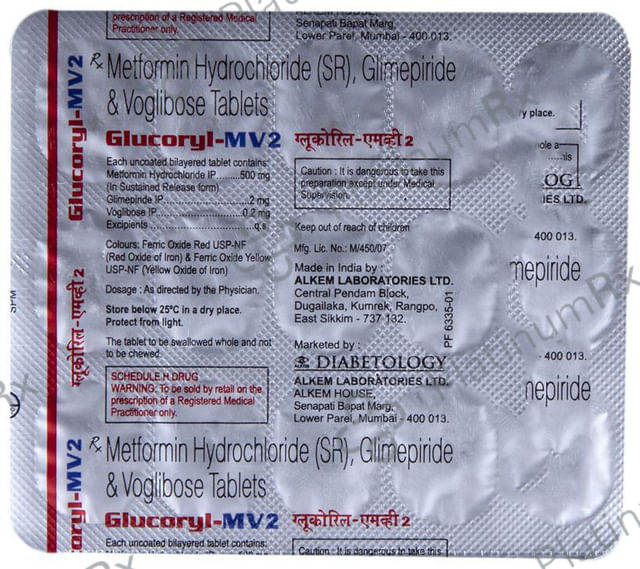 prescription of a Registered Medical
Practitioner only.
Senapati Bapat Marg,
Lower Parel, Mumbai - 400 013.
Rx Metformin Hydrochloride (SR), Glimepiride
& Voglibose Tablets
Glucoryl-MV2 ग्लूकोरिल-एमव्ही 2
Each uncoated bilayered tablet contains:
Metformin Hydrochloride IP.........500 mg
(In Sustained Release form)
Glimepiride IP.............................2 mg
Voglibose IP............................0.2 mg
Excipients ..................................q.s
Colours: Ferric Oxide Red USP-NF
(Red Oxide of Iron) & Ferric Oxide Yellow
USP-NF (Yellow Oxide of Iron)
Dosage : As directed by the Physician.
Store below 25°C in a dry place.
Protect from light.
The tablet to be swallowed whole and not
to be chewed.
SCHEDULE H DRUG
WARNING: To be sold by retail on the
prescription of a Registered Medical
Practitioner only.
Caution : It is dangerous to take this
preparation except under Medical
Supervision.
Keep out of reach of children
Mfg. Lic. No.: M/450/07
Made in India by :
ALKEM LABORATORIES LTD.
Central Pendam Block,
Dugailaka, Kumrek, Rangpo,
East Sikkim - 737 132.
PF 6335-01
Marketed by :
DIABETOLOGY
ALKEM LABORATORIES LTD.
ALKEM HOUSE,
Senapati Bapat Marg,
Lower Parel, Mumbai - 400 013.
y place.
OGI
IES LTD.
400 013.
mepiride
- 400 013.
nepiride
Glucoryl-MV2
ग्लूकोरिल-एमव्ही 2
oryl-MV2
Rx Metformin Hydrochloride (SR), Glimepiride
& Voglibose Tablets
Glucoryl-MV2 ग्लूकोरिल-एमव्ही 2
Each uncoated bilayered tablet contains:
Caution : It is dangerous to take this
PlatinumRx